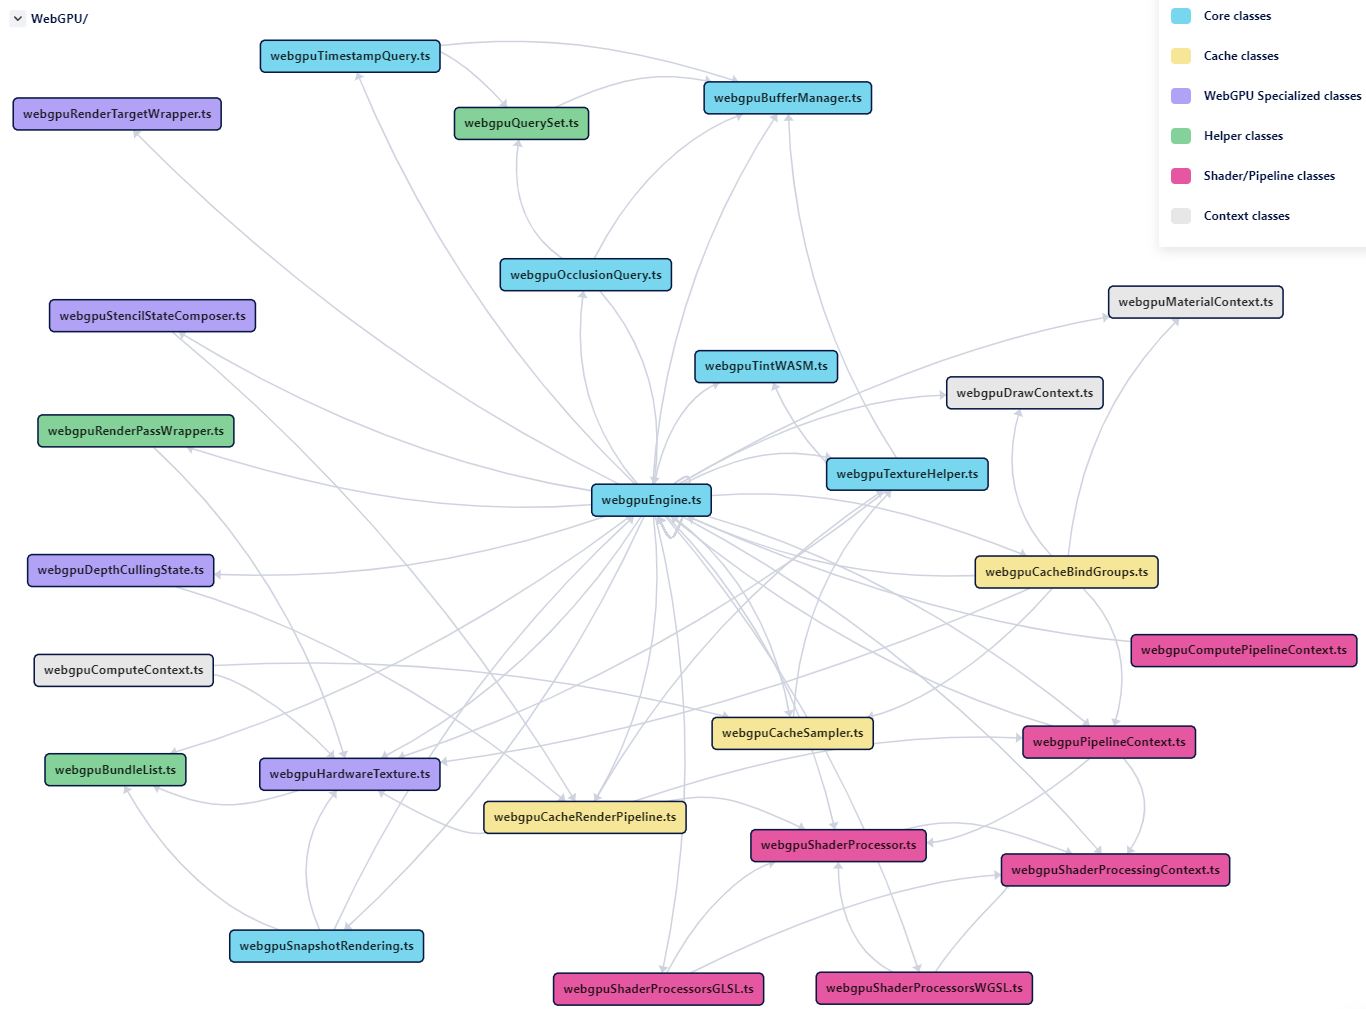 WebGPU/
Core classes
Cache classes
WebGPU Specialized classes
Helper classes
Shader/Pipeline classes
Context classes
webgpuTimestampQuery.ts
webgpuBufferManager.ts
webgpuRenderTargetWrapper.ts
webgpuQuerySet.ts
webgpuOcclusionQuery.ts
webgpuMaterialContext.ts
webgpuStencilStateComposer.ts
webgpuTintWASM.ts
webgpuDrawContext.ts
webgpuRenderPassWrapper.ts
webgpuTextureHelper.ts
webgpuEngine.ts
webgpuDepthCullingState.ts
webgpuCacheBindGroups.ts
webgpuComputePipelineContext.ts
webgpuComputeContext.ts
webgpuCacheSampler.ts
webgpuPipelineContext.ts
webgpuBundleList.ts
webgpuHardwareTexture.ts
webgpuCacheRenderPipeline.ts
webgpuShaderProcessor.ts
webgpuShaderProcessingContext.ts
webgpuSnapshotRendering.ts
webgpuShaderProcessorsGLSL.ts
webgpuShaderProcessorsWGSL.ts